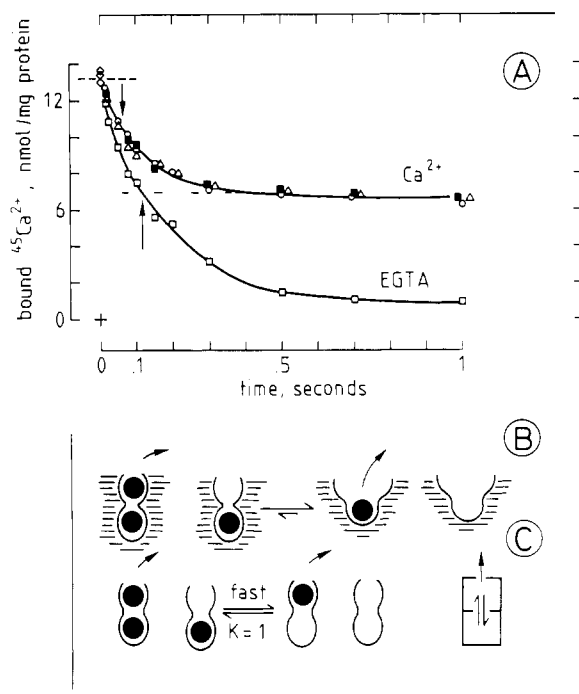 A
12
6
0
bound ⁴⁵Ca²⁺, nmol/mg protein
Ca²⁺
EGTA
0 .1 .5 1
time, seconds
B
C
fast
K = 1